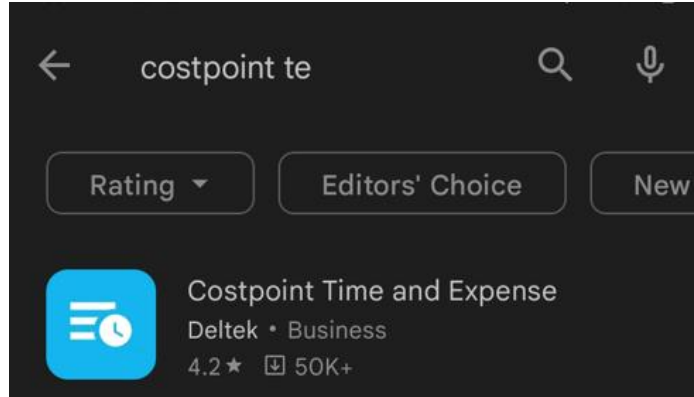 costpoint te
Rating
Editors' Choice
New
Costpoint Time and Expense
Deltek • Business
4.2★ 50K+